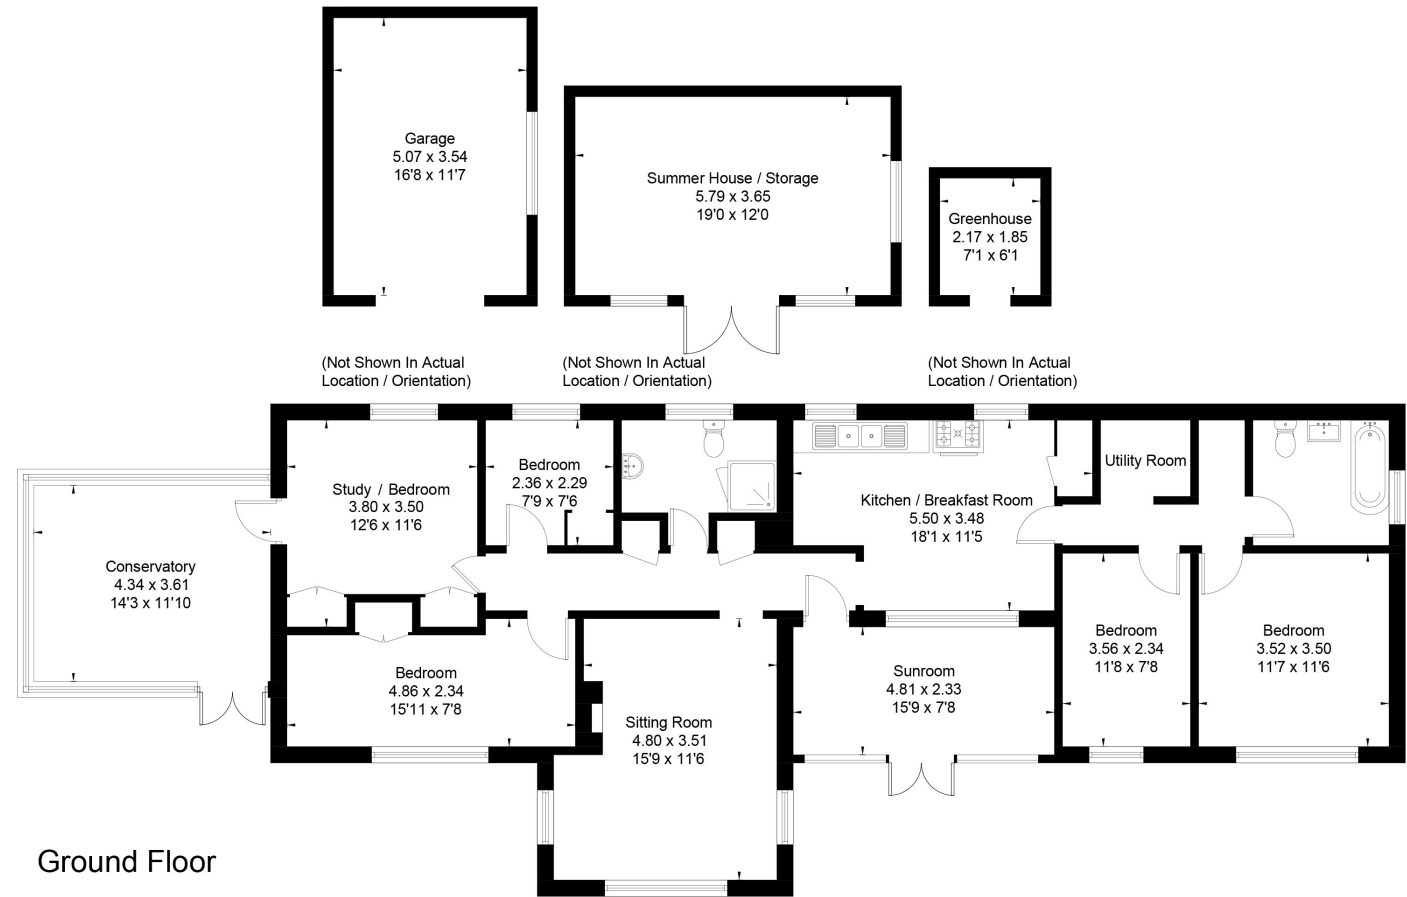 Garage
5.07 x 3.54
16'8 x 11'7
Summer House / Storage
5.79 x 3.65
19'0 x 12'0
Greenhouse
2.17 x 1.85
7'1 x 6'1
(Not Shown In Actual
Location / Orientation)
(Not Shown In Actual
Location / Orientation)
(Not Shown In Actual
Location / Orientation)
Study / Bedroom
3.80 x 3.50
12'6 x 11'6
Bedroom
2.36 x 2.29
7'9 x 7'6
Kitchen / Breakfast Room
5.50 x 3.48
18'1 x 11'5
Utility Room
Conservatory
4.34 x 3.61
14'3 x 11'10
Bedroom
4.86 x 2.34
15'11 x 7'8
Sitting Room
4.80 x 3.51
15'9 x 11'6
Sunroom
4.81 x 2.33
15'9 x 7'8
Bedroom
3.56 x 2.34
11'8 x 7'8
Bedroom
3.52 x 3.50
11'7 x 11'6
Ground Floor